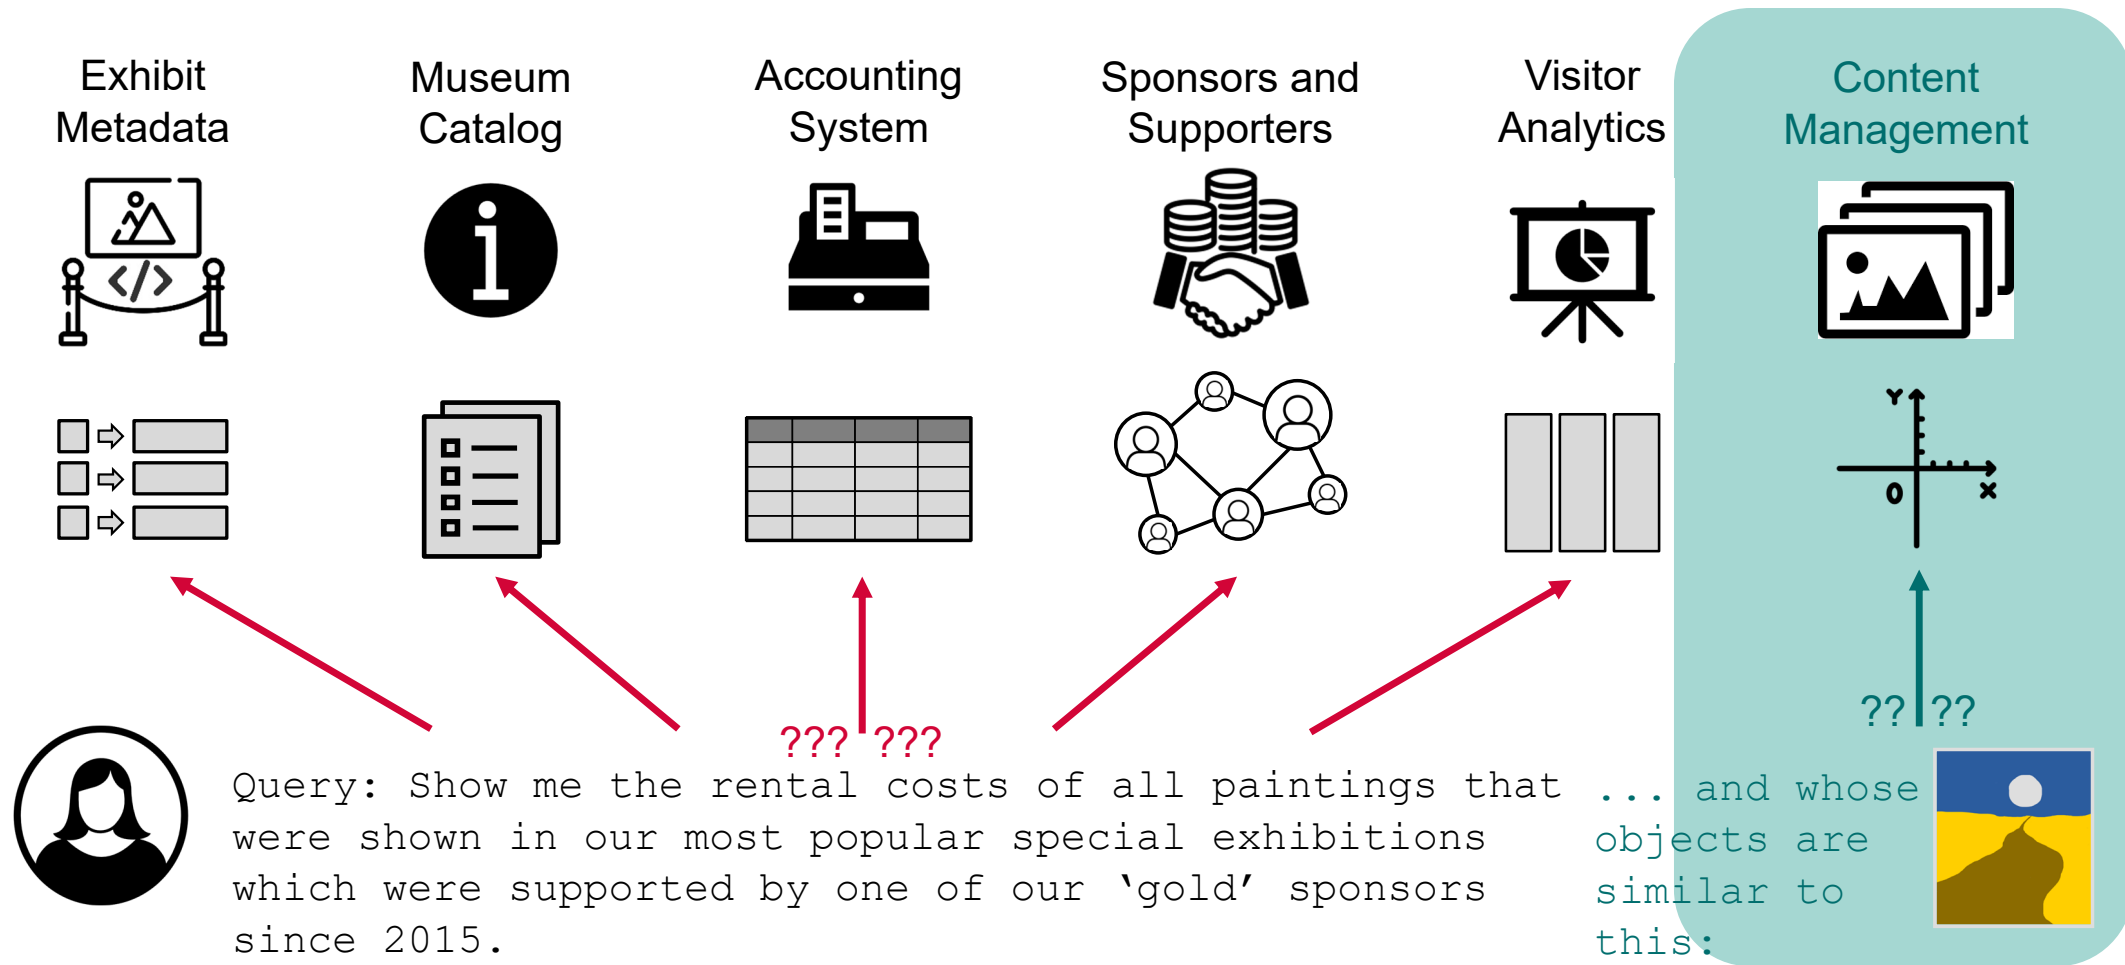 Exhibit
Metadata
Museum
Catalog
Accounting
System
Sponsors and
Supporters
Visitor
Analytics
Content
Management
</>
i
Y
0
X
??? ???
?? ??
Query: Show me the rental costs of all paintings that
were shown in our most popular special exhibitions
which were supported by one of our ‘gold’ sponsors
since 2015.
... and whose
objects are
similar to
this: